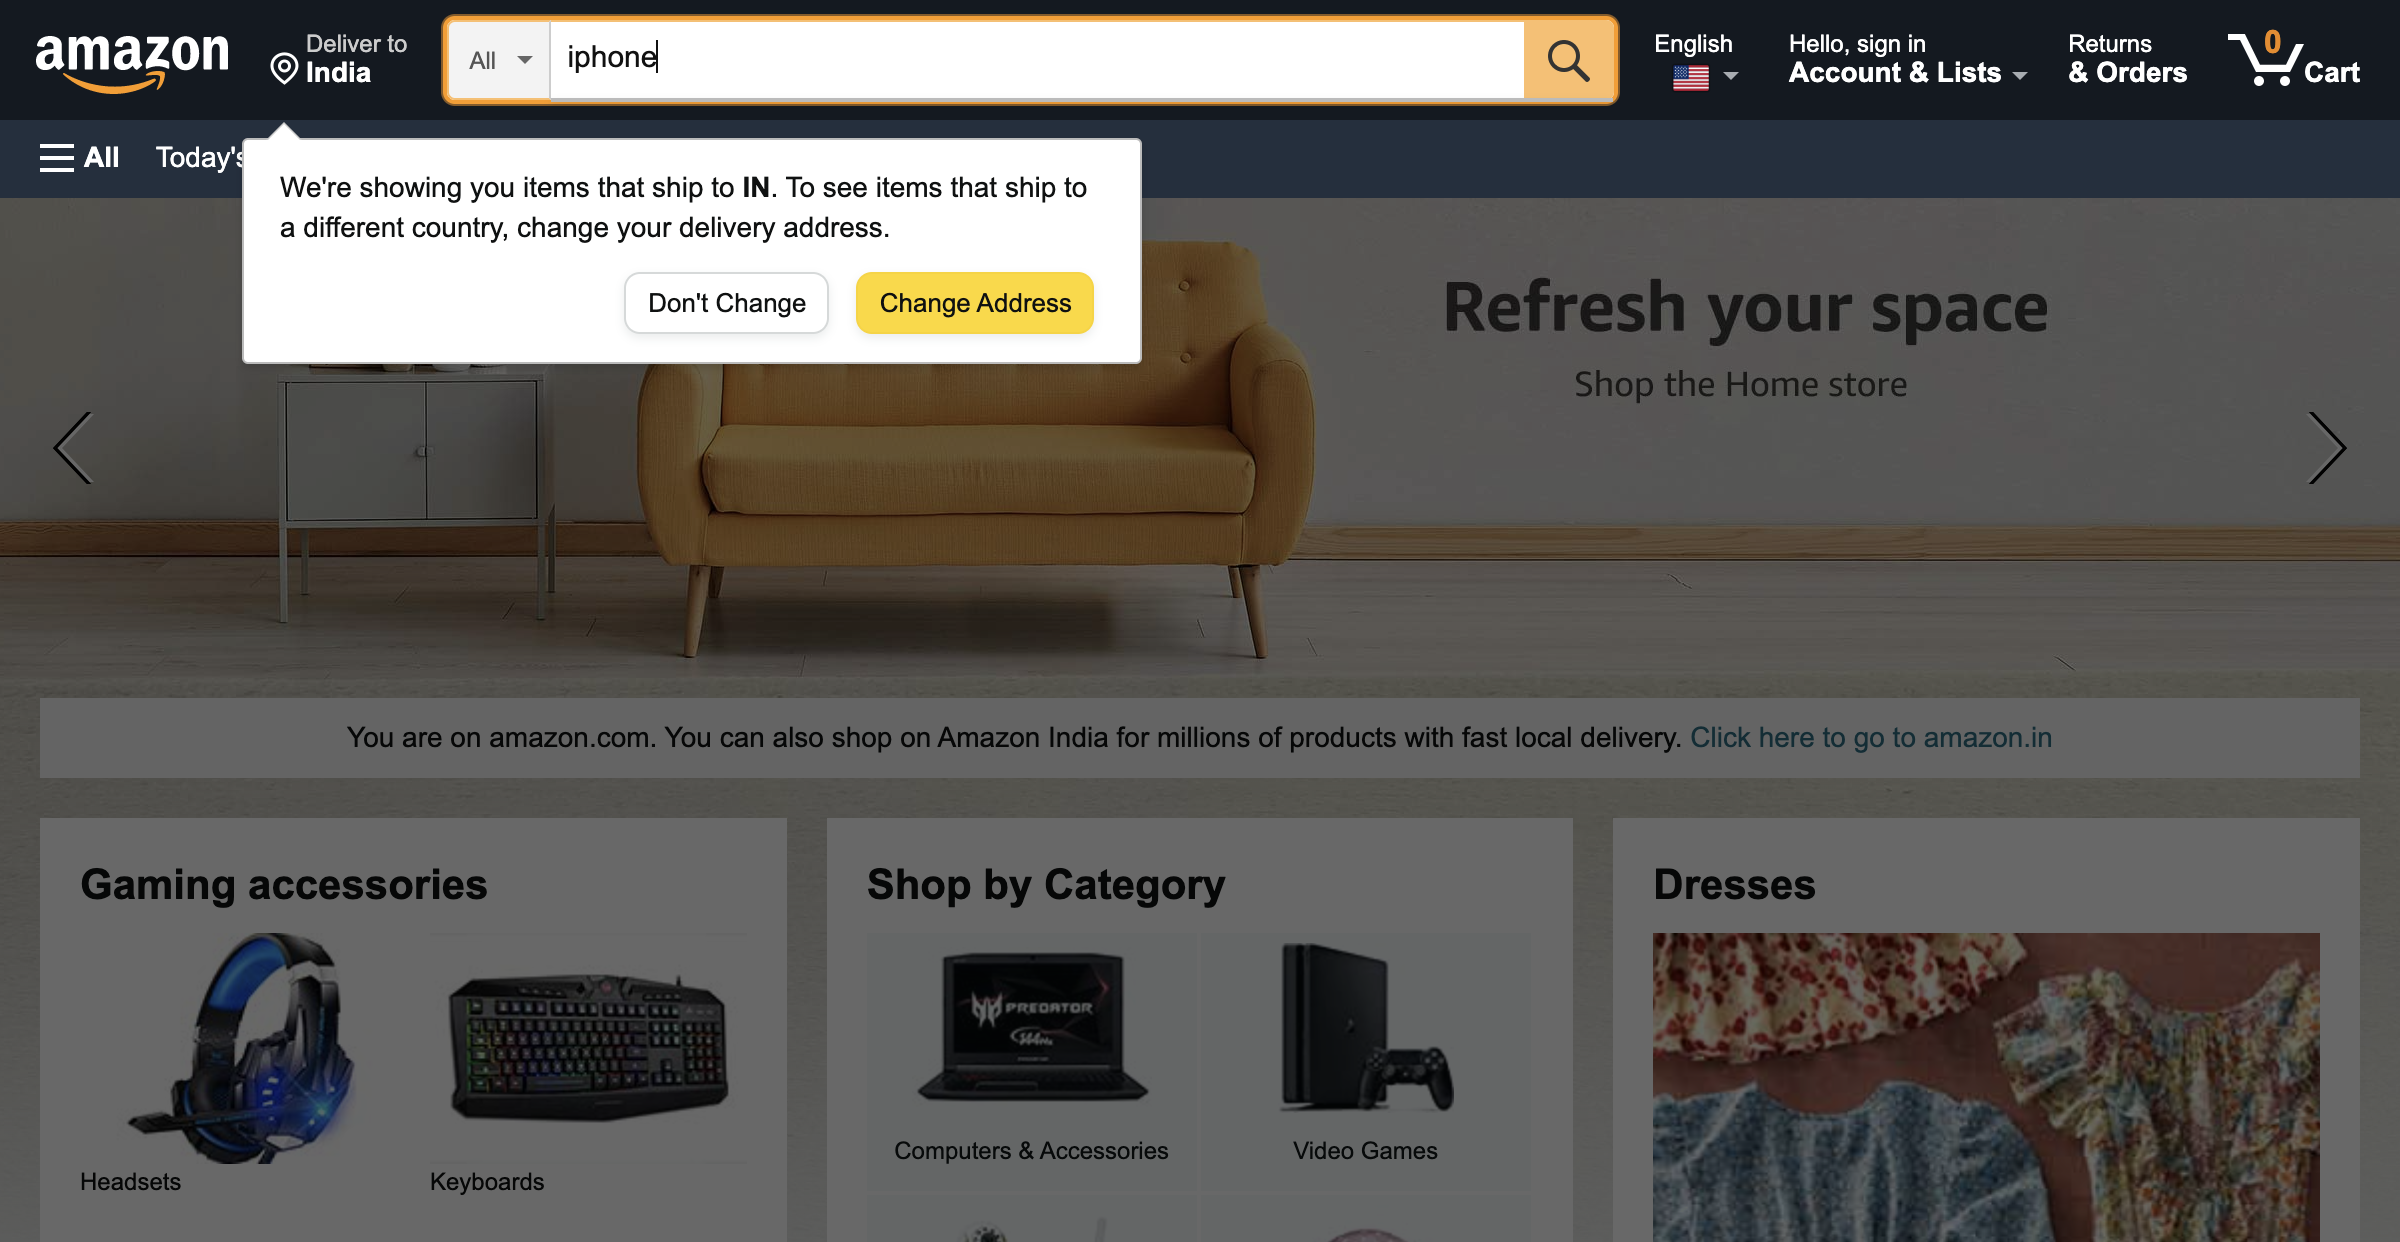 amazon
Deliver to
India
All
iphone
English
Hello, sign in
Account & Lists
Returns
& Orders
0
Cart
All
Today's
We're showing you items that ship to IN. To see items that ship to
a different country, change your delivery address.
Don't Change
Change Address
Refresh your space
Shop the Home store
You are on amazon.com. You can also shop on Amazon India for millions of products with fast local delivery. Click here to go to amazon.in
Gaming accessories
Headsets
Keyboards
Shop by Category
PREDATOR
Computers & Accessories
Video Games
Dresses